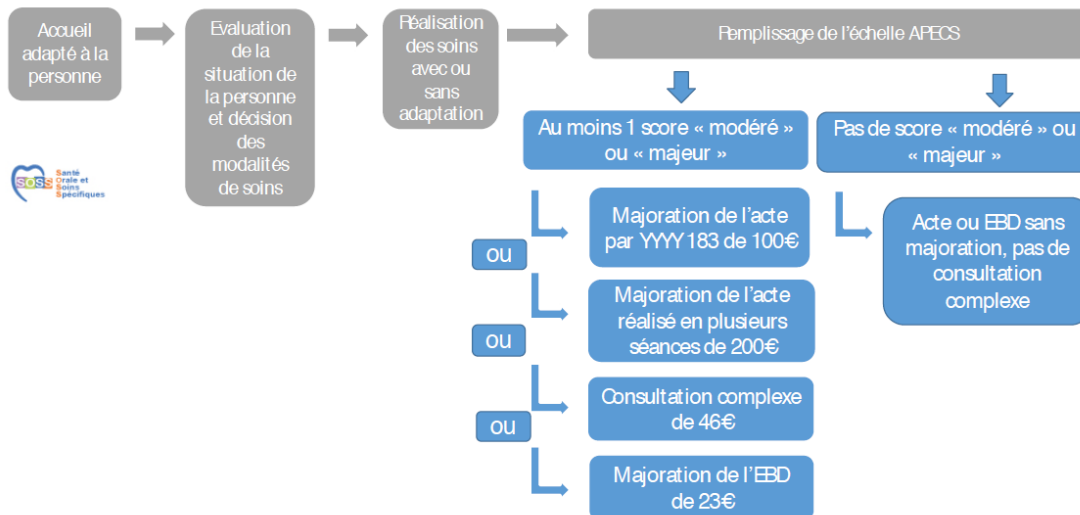 Accueil
adapté à la
personne
Evaluation
de la
situation de
la personne
et décision
des
modalités
de soins
Réalisation
des soins
avec ou
sans
adaptation
Remplissage de l'échelle APECS
Au moins 1 score « modéré »
ou « majeur »
Pas de score « modéré » ou
« majeur »
SOSS
Santé
Orale et
Soins
Spécifiques
Majoration de l'acte
par YYYY 183 de 100€
ou
Majoration de l'acte
réalisé en plusieurs
séances de 200€
ou
Consultation complexe
de 46€
ou
Majoration de l'EBD
de 23€
Acte ou EBD sans
majoration, pas de
consultation
complexe